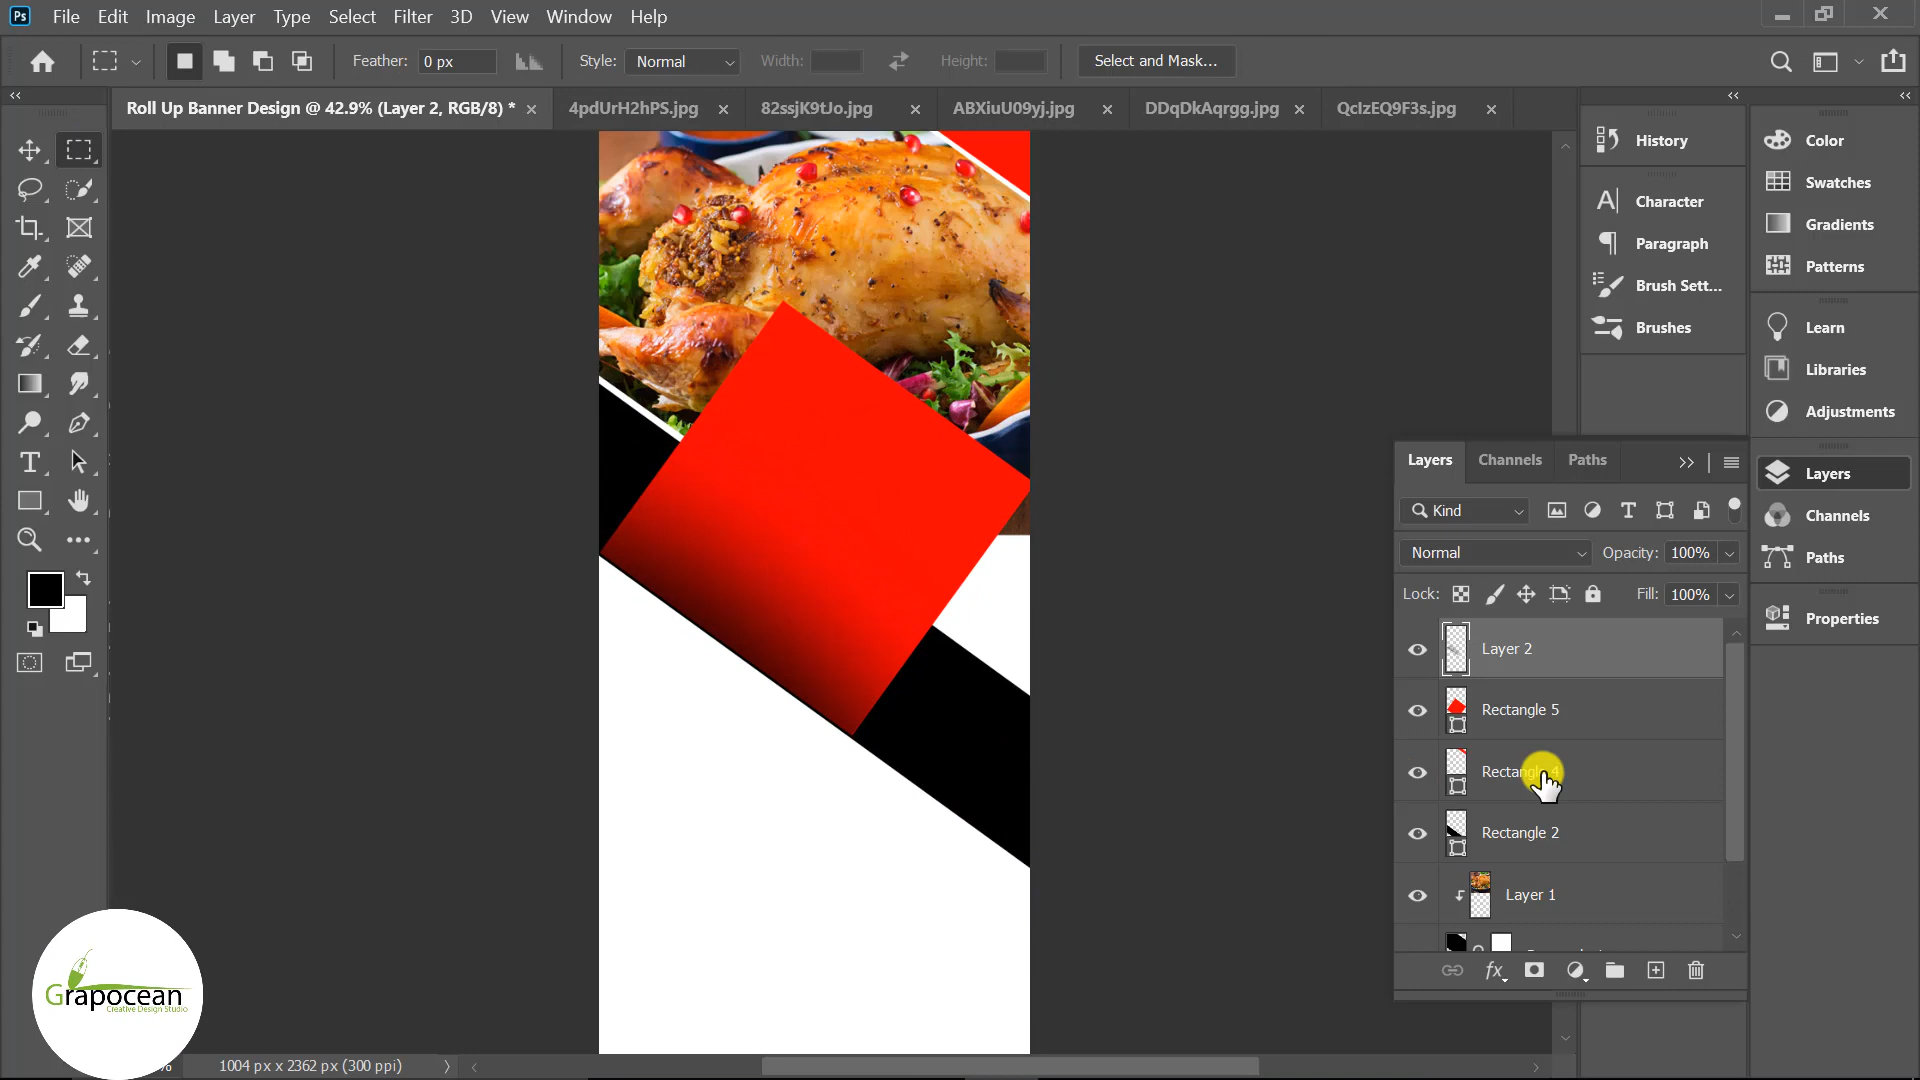 Ps File Edit Image Layer Type Select Filter 3D View Window Help
Feather: 0 px Style: Normal Width: Height: Select and Mask...
Roll Up Banner Design @ 42.9% (Layer 2, RGB/8) * 4pdUrH2hPS.jpg 82ssjK9tJo.jpg ABXiuU09yj.jpg DDqDkAqrgg.jpg QcIzEQ9F3s.jpg
History
Character
Paragraph
Brush Sett...
Brushes
Color
Swatches
Gradients
Patterns
Learn
Libraries
Adjustments
Layers
Channels
Paths
Properties
Layers Channels Paths
Kind
Normal Opacity: 100%
Lock: Fill: 100%
Layer 2
Rectangle 5
Rectangle 4
Rectangle 2
Layer 1
fx
Grapocean
Creative Design Studio
% 1004 px x 2362 px (300 ppi)